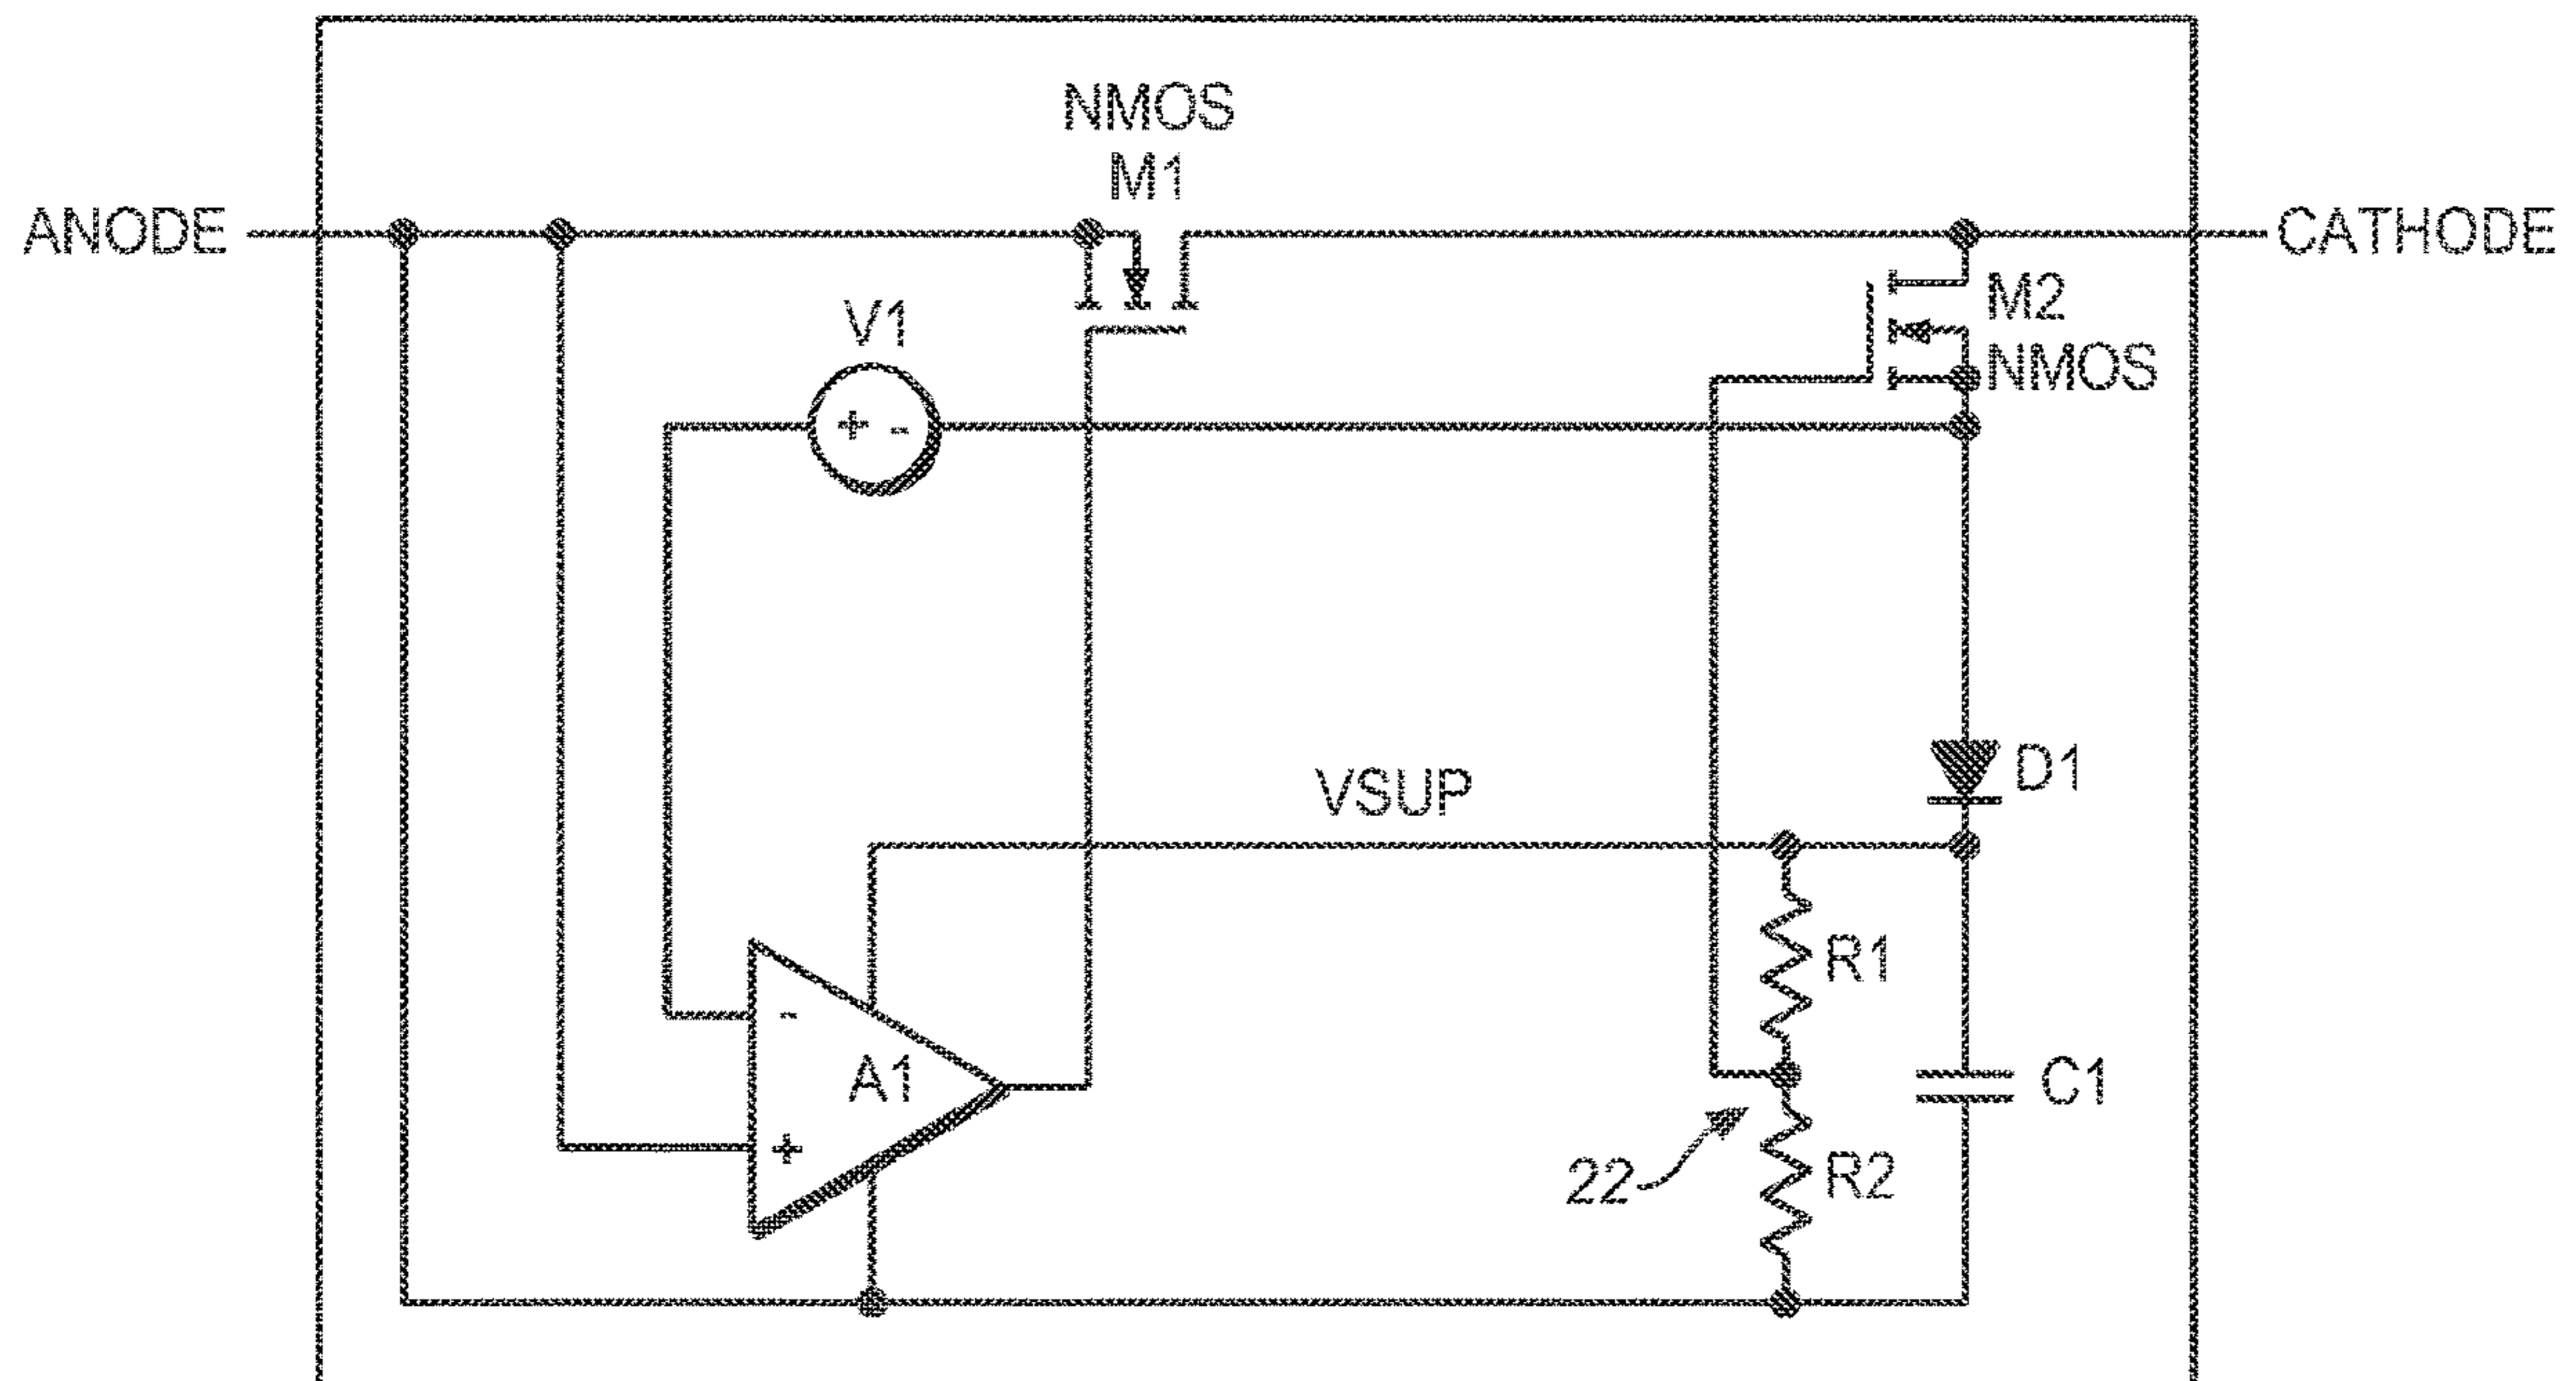 NMOS
M1
ANODE
CATHODE
M2
NMOS
V1
+ -
D1
VSUP
R1
-
A1
C1
+
22
R2